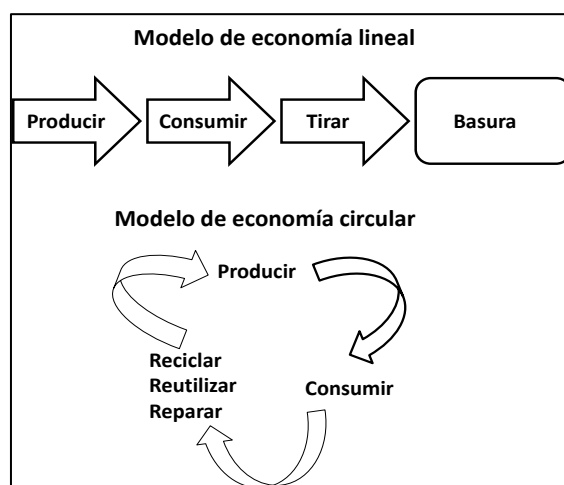 Modelo de economía lineal
Producir Consumir Tirar Basura
Modelo de economía circular
Producir
Reciclar
Reutilizar Consumir
Reparar